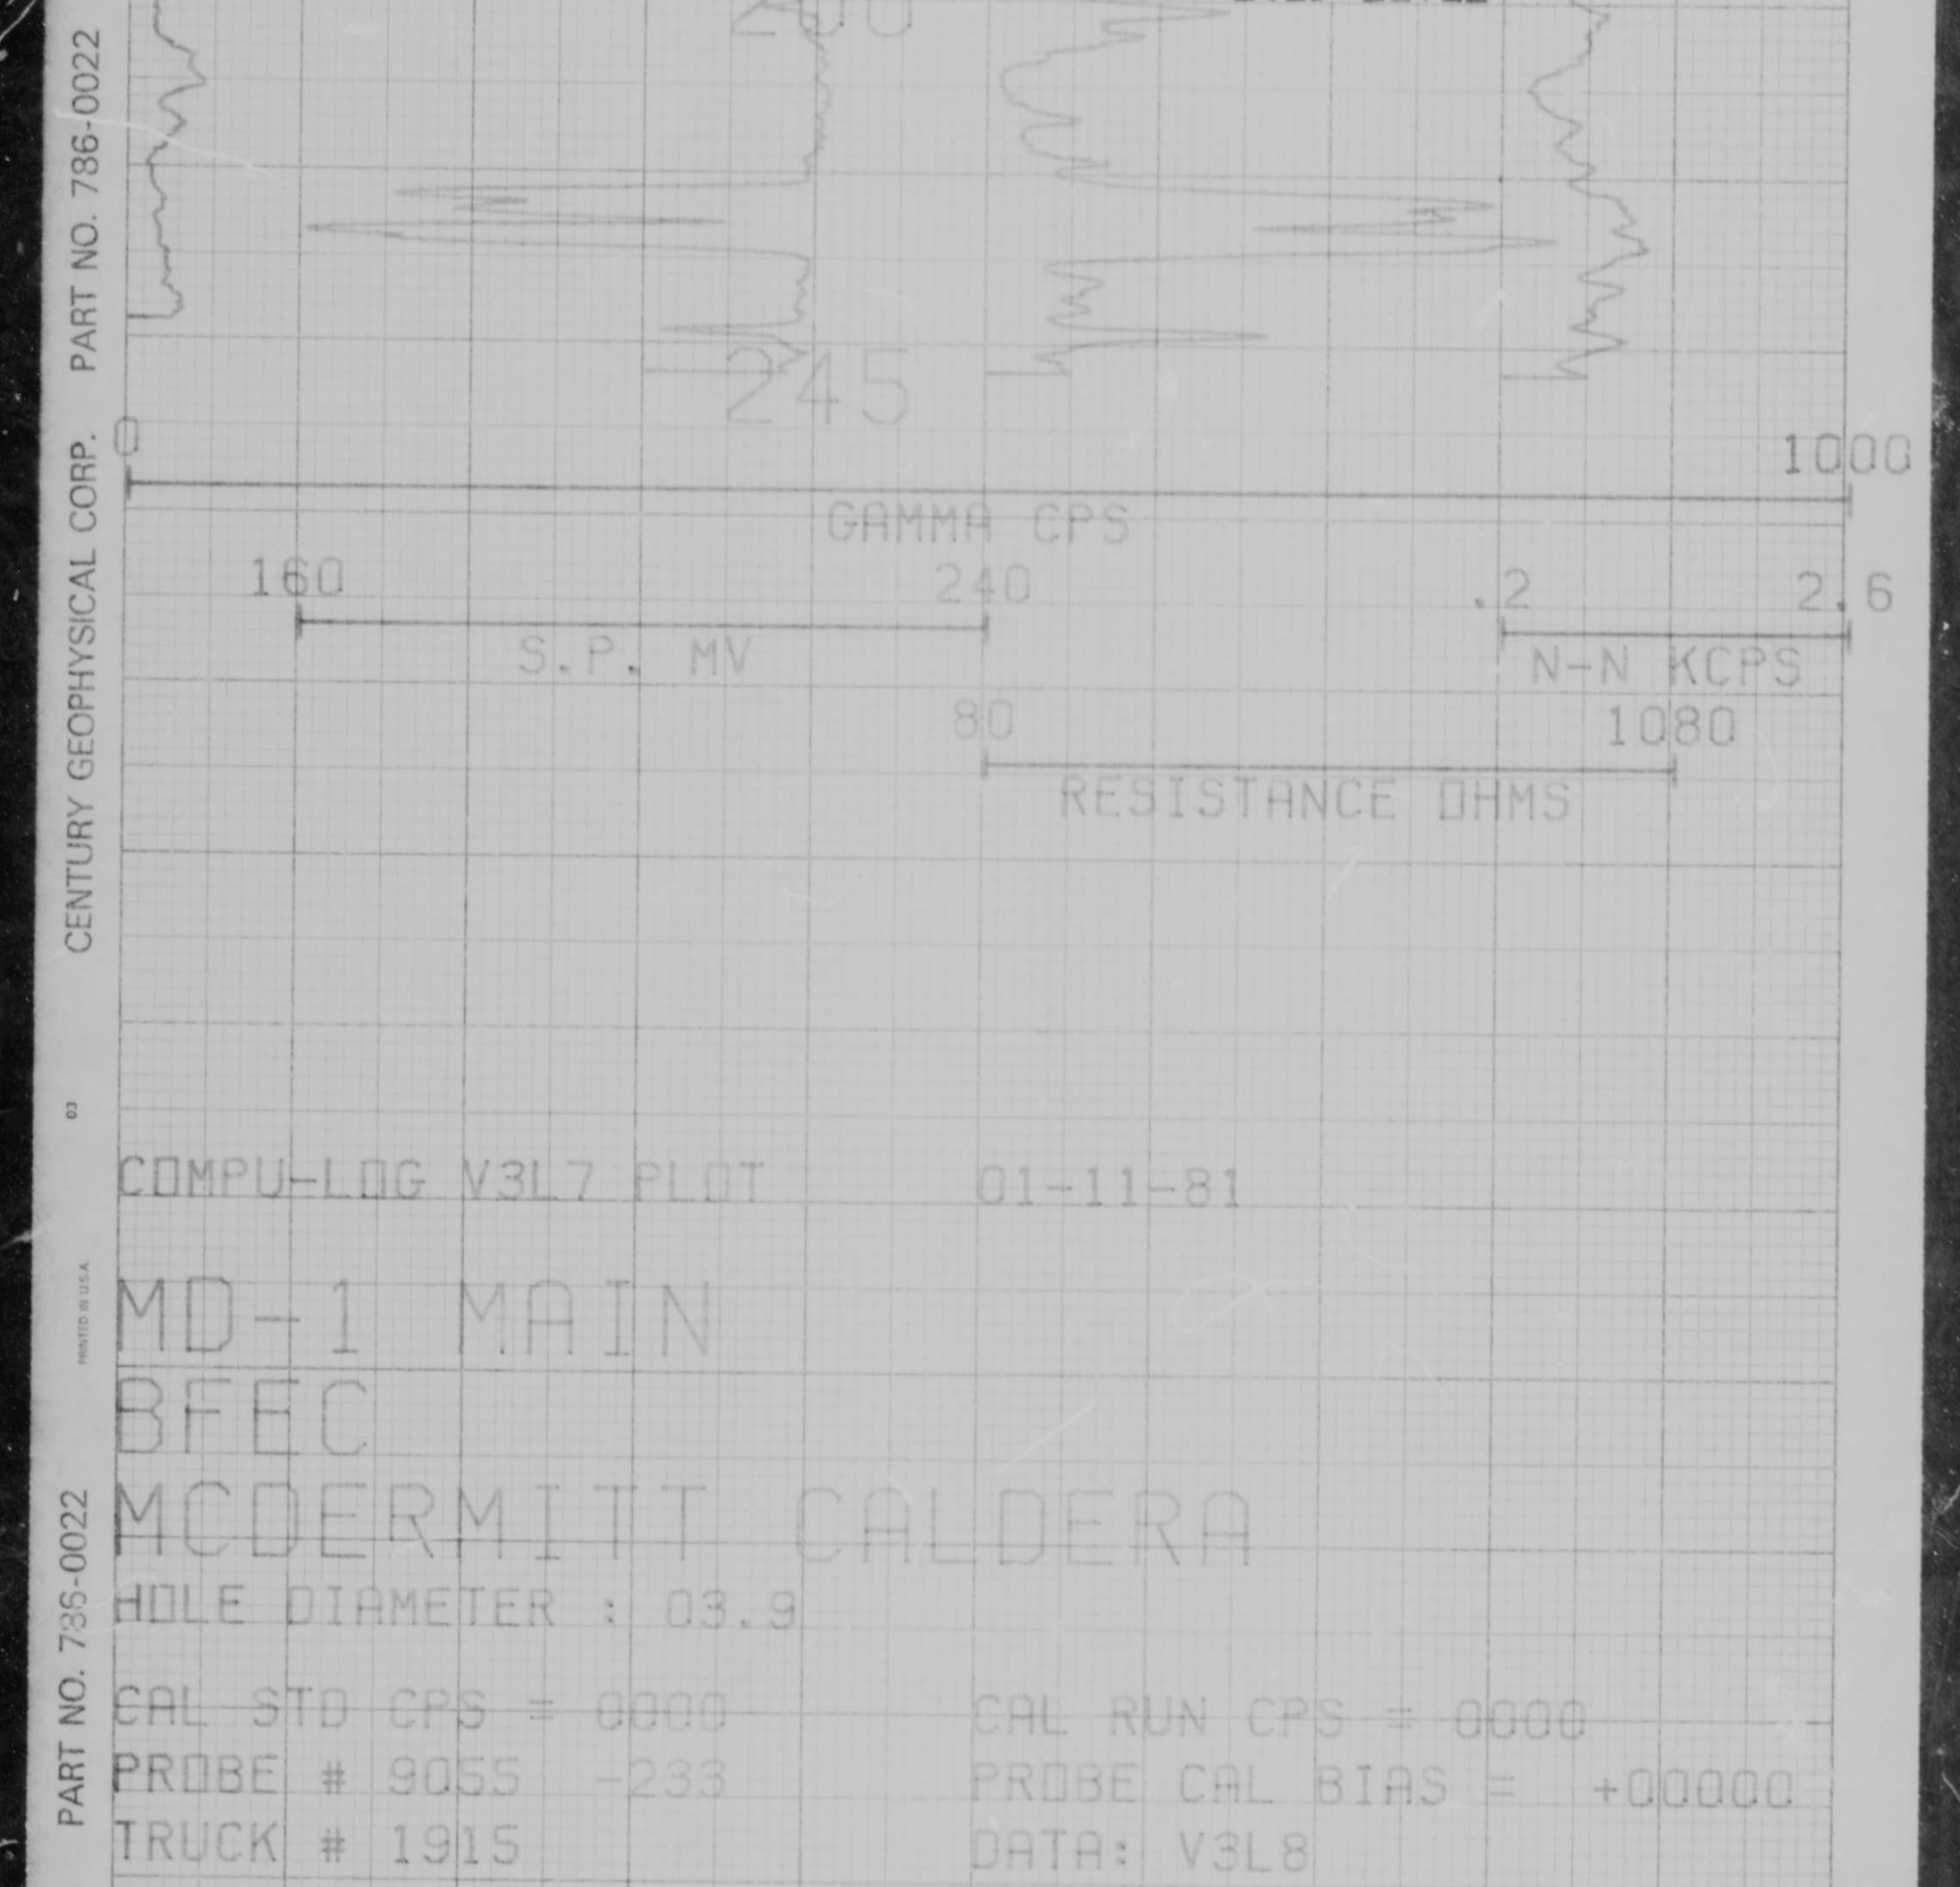 245
0 1000
GAMMA CPS
160 240 .2 2.6
S.P. MV N-N KCPS
80 1080
RESISTANCE OHMS
COMPU-LOG V3L7 PLOT 01-11-81
MD-1 MAIN
BFEC
MCDERMITT CALDERA
HOLE DIAMETER : 03.9
CAL STD CPS = 0000 CAL RUN CPS = 0000
PROBE # 9055 -233 PROBE CAL BIAS = +00000
TRUCK # 1915 DATA: V3L8
PART NO. 786-0022 PRINTED IN U.S.A. 03 CENTURY GEOPHYSICAL CORP. PART NO. 786-0022